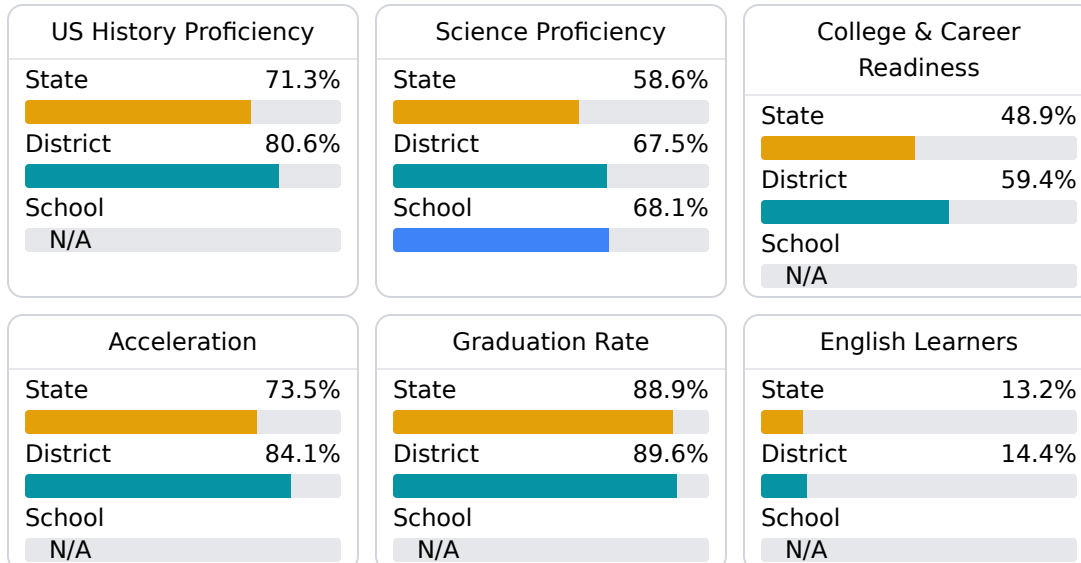 US History Proficiency
State 71.3%
District 80.6%
School
N/A
Science Proficiency
State 58.6%
District 67.5%
School 68.1%
College & Career
Readiness
State 48.9%
District 59.4%
School
N/A
Acceleration
State 73.5%
District 84.1%
School
N/A
Graduation Rate
State 88.9%
District 89.6%
School
N/A
English Learners
State 13.2%
District 14.4%
School
N/A